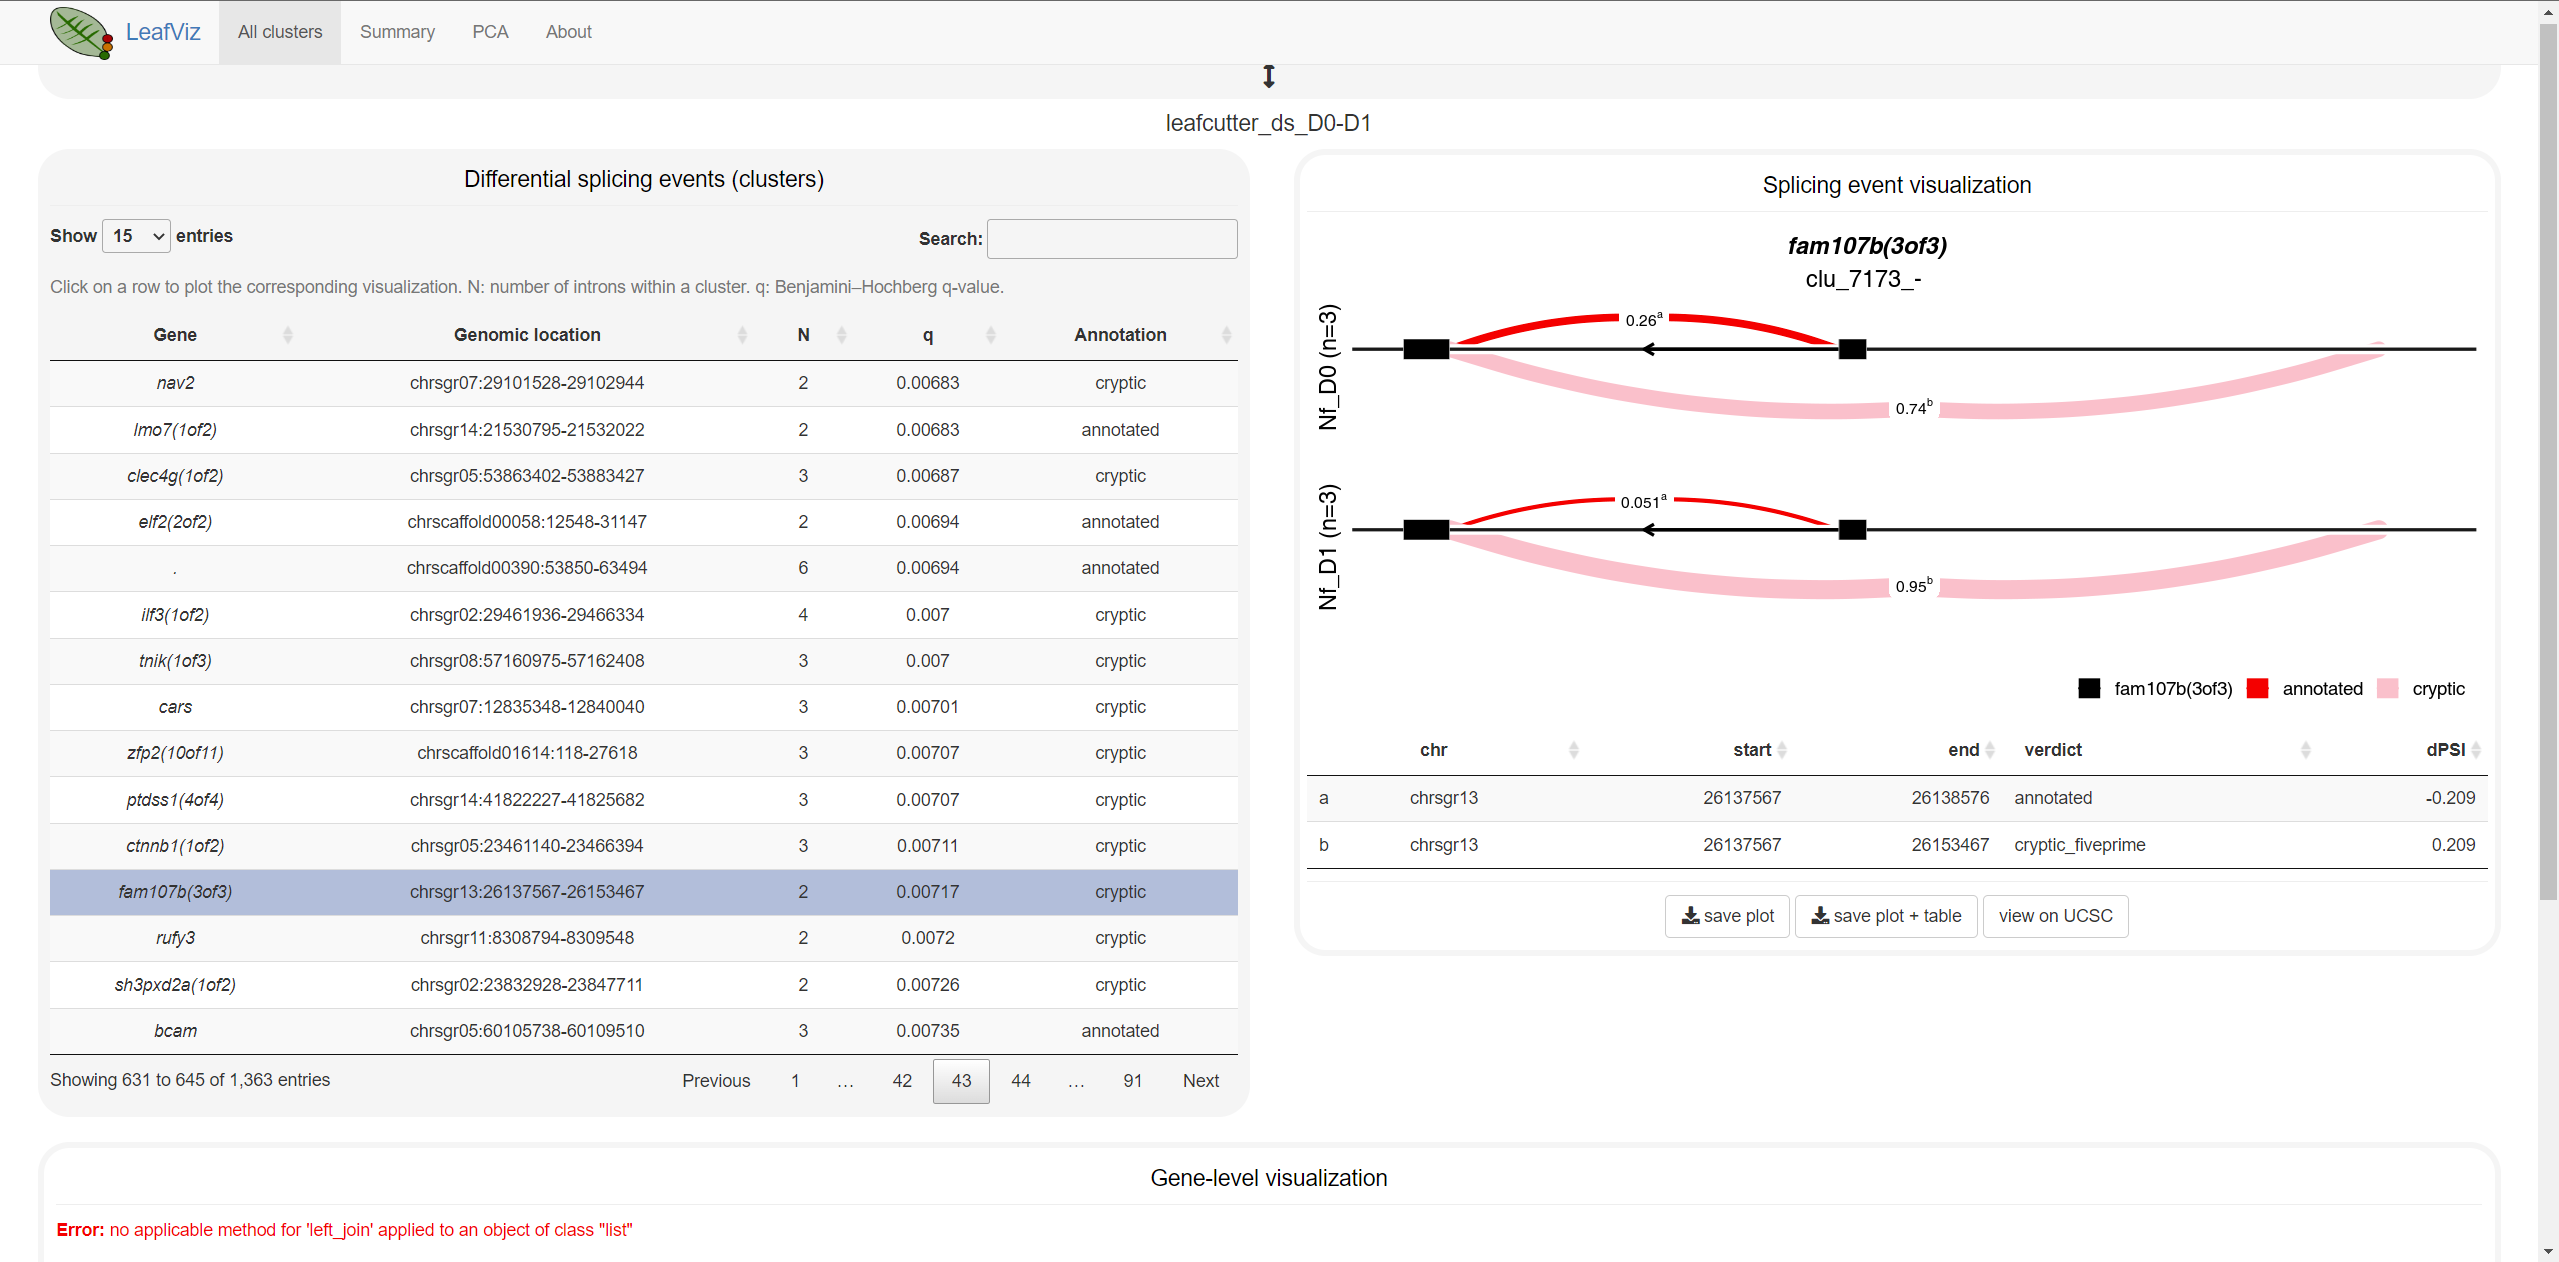 LeafViz All clusters Summary PCA About
leafcutter_ds_D0-D1
Differential splicing events (clusters)
Show 15 entries Search:
Click on a row to plot the corresponding visualization. N: number of introns within a cluster. q: Benjamini–Hochberg q-value.
Gene Genomic location N q Annotation
nav2 chrsgr07:29101528-29102944 2 0.00683 cryptic
lmo7(1of2) chrsgr14:21530795-21532022 2 0.00683 annotated
clec4g(1of2) chrsgr05:53863402-53883427 3 0.00687 cryptic
elf2(2of2) chrscaffold00058:12548-31147 2 0.00694 annotated
. chrscaffold00390:53850-63494 6 0.00694 annotated
ilf3(1of2) chrsgr02:29461936-29466334 4 0.007 cryptic
tnik(1of3) chrsgr08:57160975-57162408 3 0.007 cryptic
cars chrsgr07:12835348-12840040 3 0.00701 cryptic
zfp2(10of11) chrscaffold01614:118-27618 3 0.00707 cryptic
ptdss1(4of4) chrsgr14:41822227-41825682 3 0.00707 cryptic
ctnnb1(1of2) chrsgr05:23461140-23466394 3 0.00711 cryptic
fam107b(3of3) chrsgr13:26137567-26153467 2 0.00717 cryptic
rufy3 chrsgr11:8308794-8309548 2 0.0072 cryptic
sh3pxd2a(1of2) chrsgr02:23832928-23847711 2 0.00726 cryptic
bcam chrsgr05:60105738-60109510 3 0.00735 annotated
Showing 631 to 645 of 1,363 entries Previous 1 … 42 43 44 … 91 Next
Splicing event visualization
fam107b(3of3)
clu_7173_-
Nf_D0 (n=3)
0.26a
0.74b
Nf_D1 (n=3)
0.051a
0.95b
fam107b(3of3) annotated cryptic
chr start end verdict dPSI
a chrsgr13 26137567 26138576 annotated -0.209
b chrsgr13 26137567 26153467 cryptic_fiveprime 0.209
save plot save plot + table view on UCSC
Gene-level visualization
Error: no applicable method for 'left_join' applied to an object of class "list"